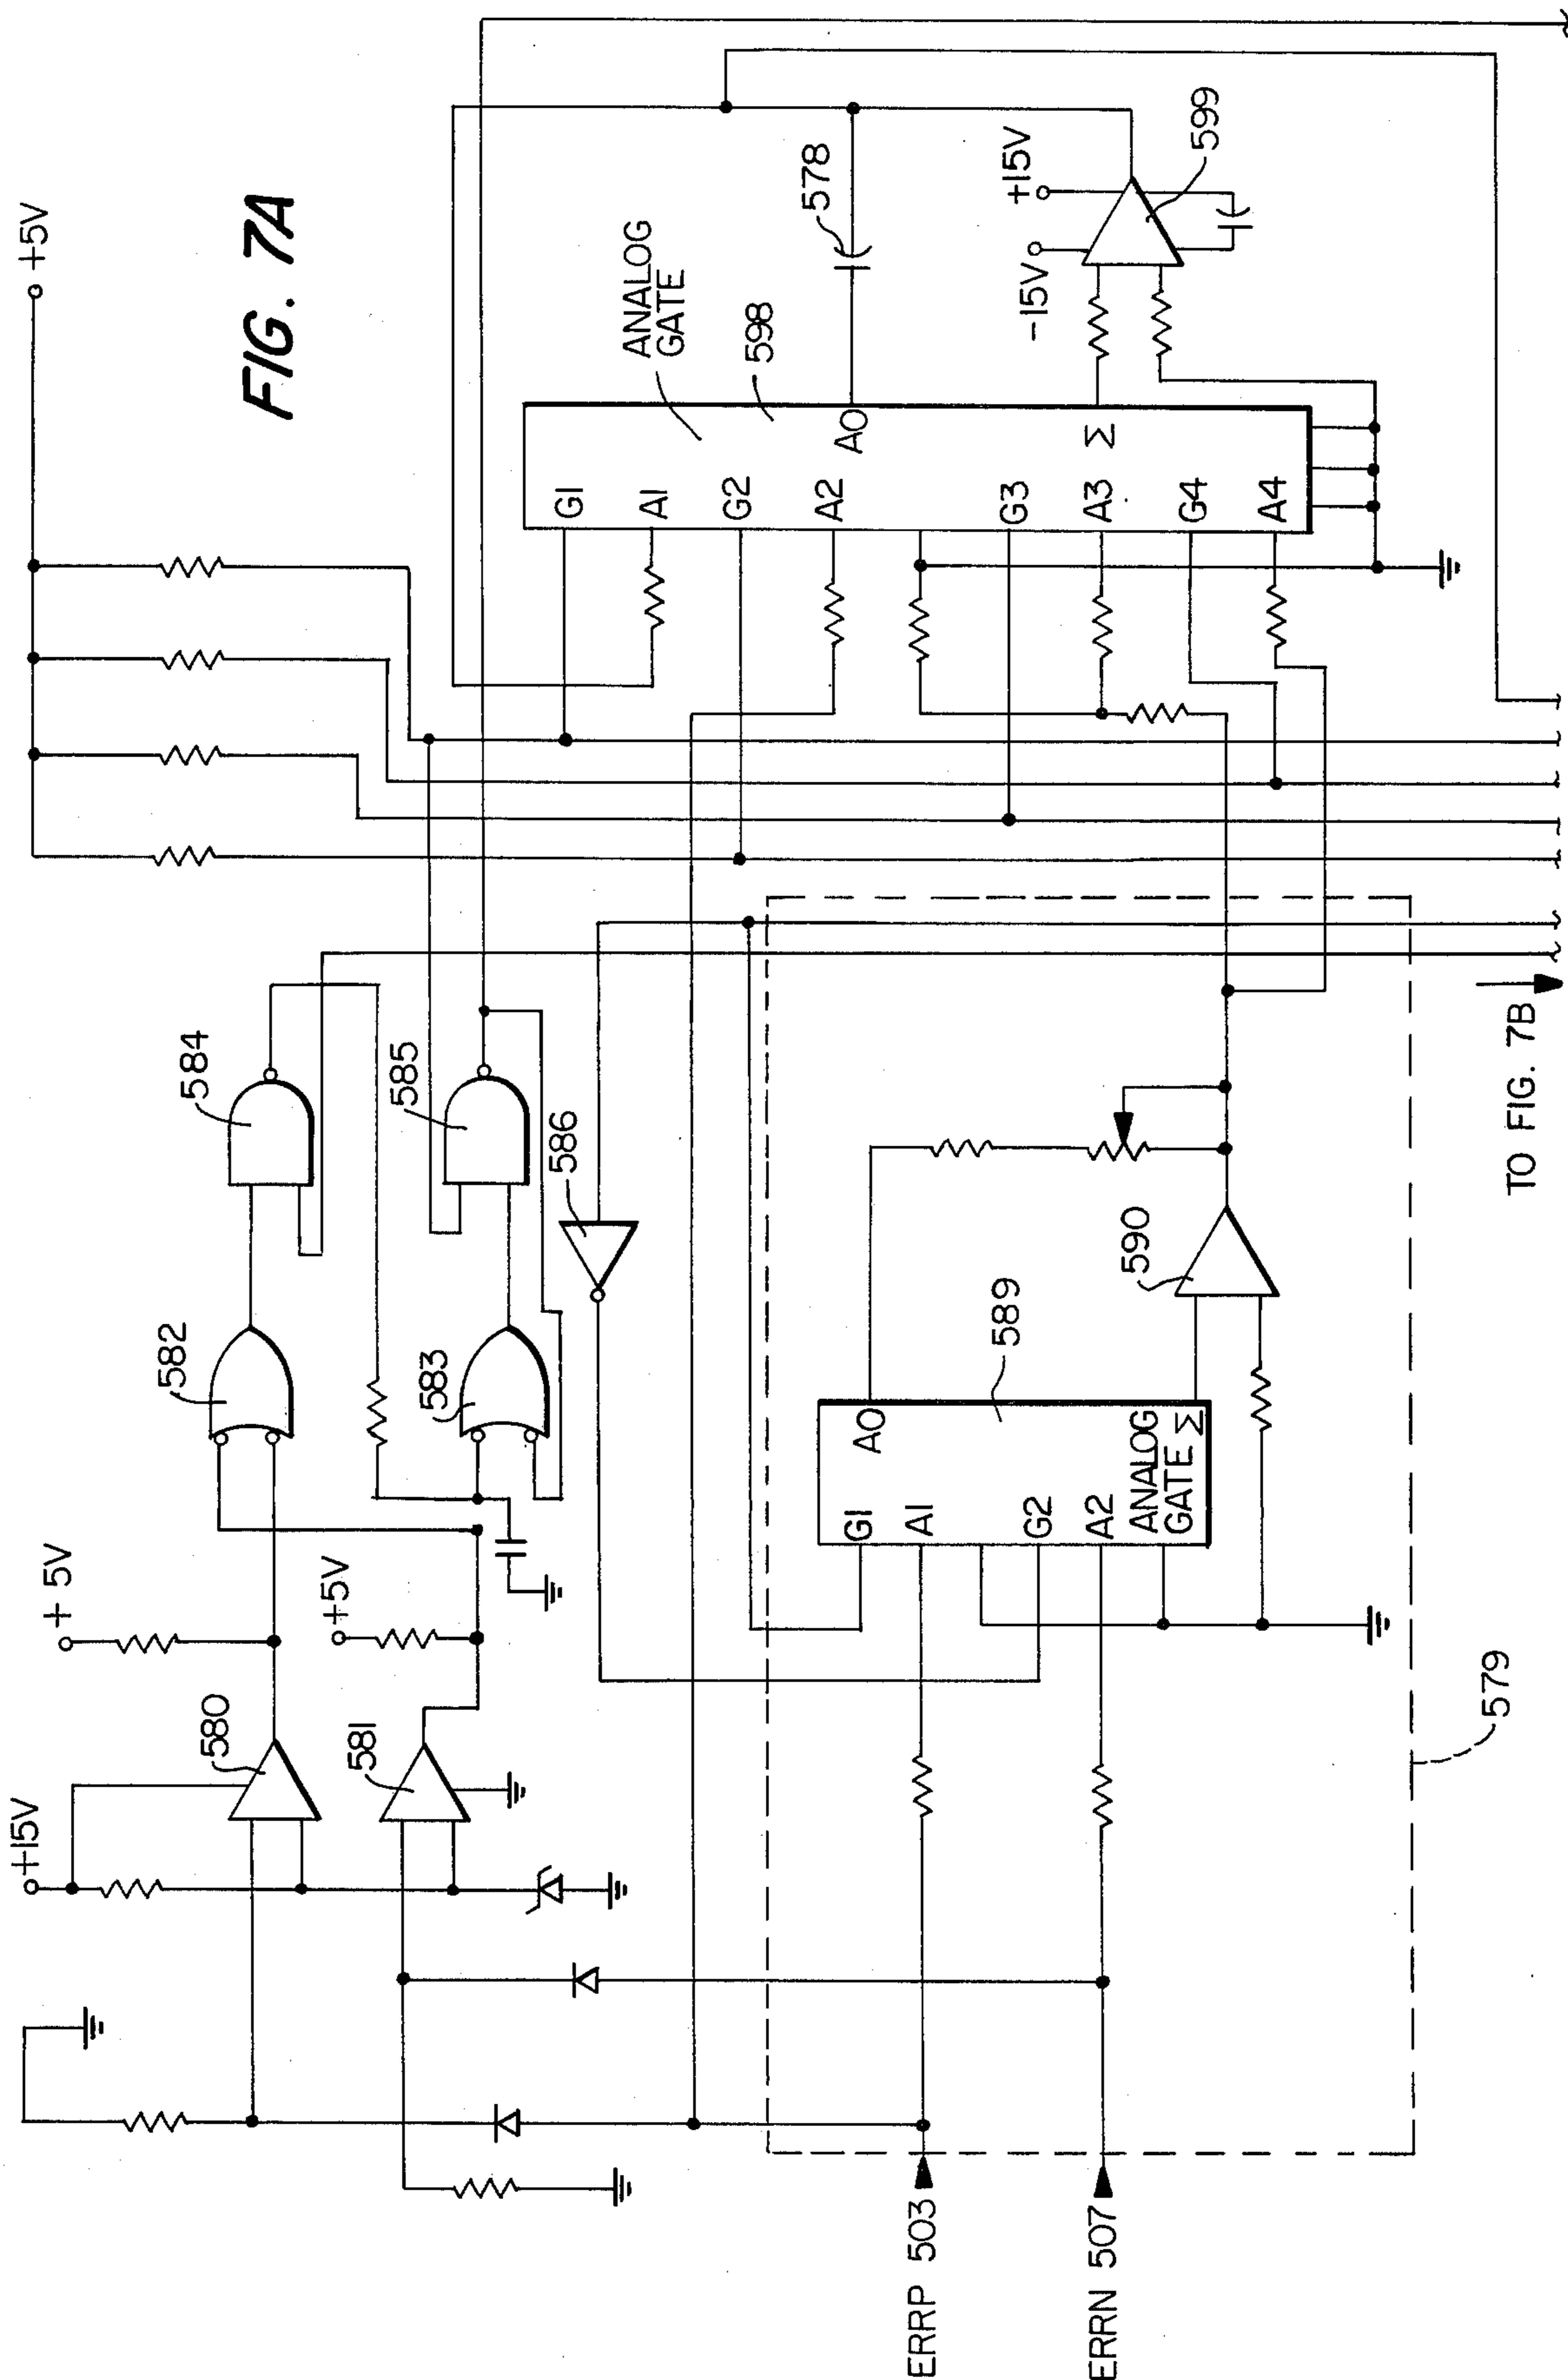 +5V
FIG. 7A
+15V
+ 5V
+5V
580
581
582
583
584
585
586
ANALOG
GATE
598
578
-15V
+15V
599
G1
A1
G2
A2
G3
A3
G4
A4
AO
Σ
ERRP 503
ERRN 507
589
590
AO
G1
A1
G2
A2
ANALOG
GATE Σ
579
TO FIG. 7B